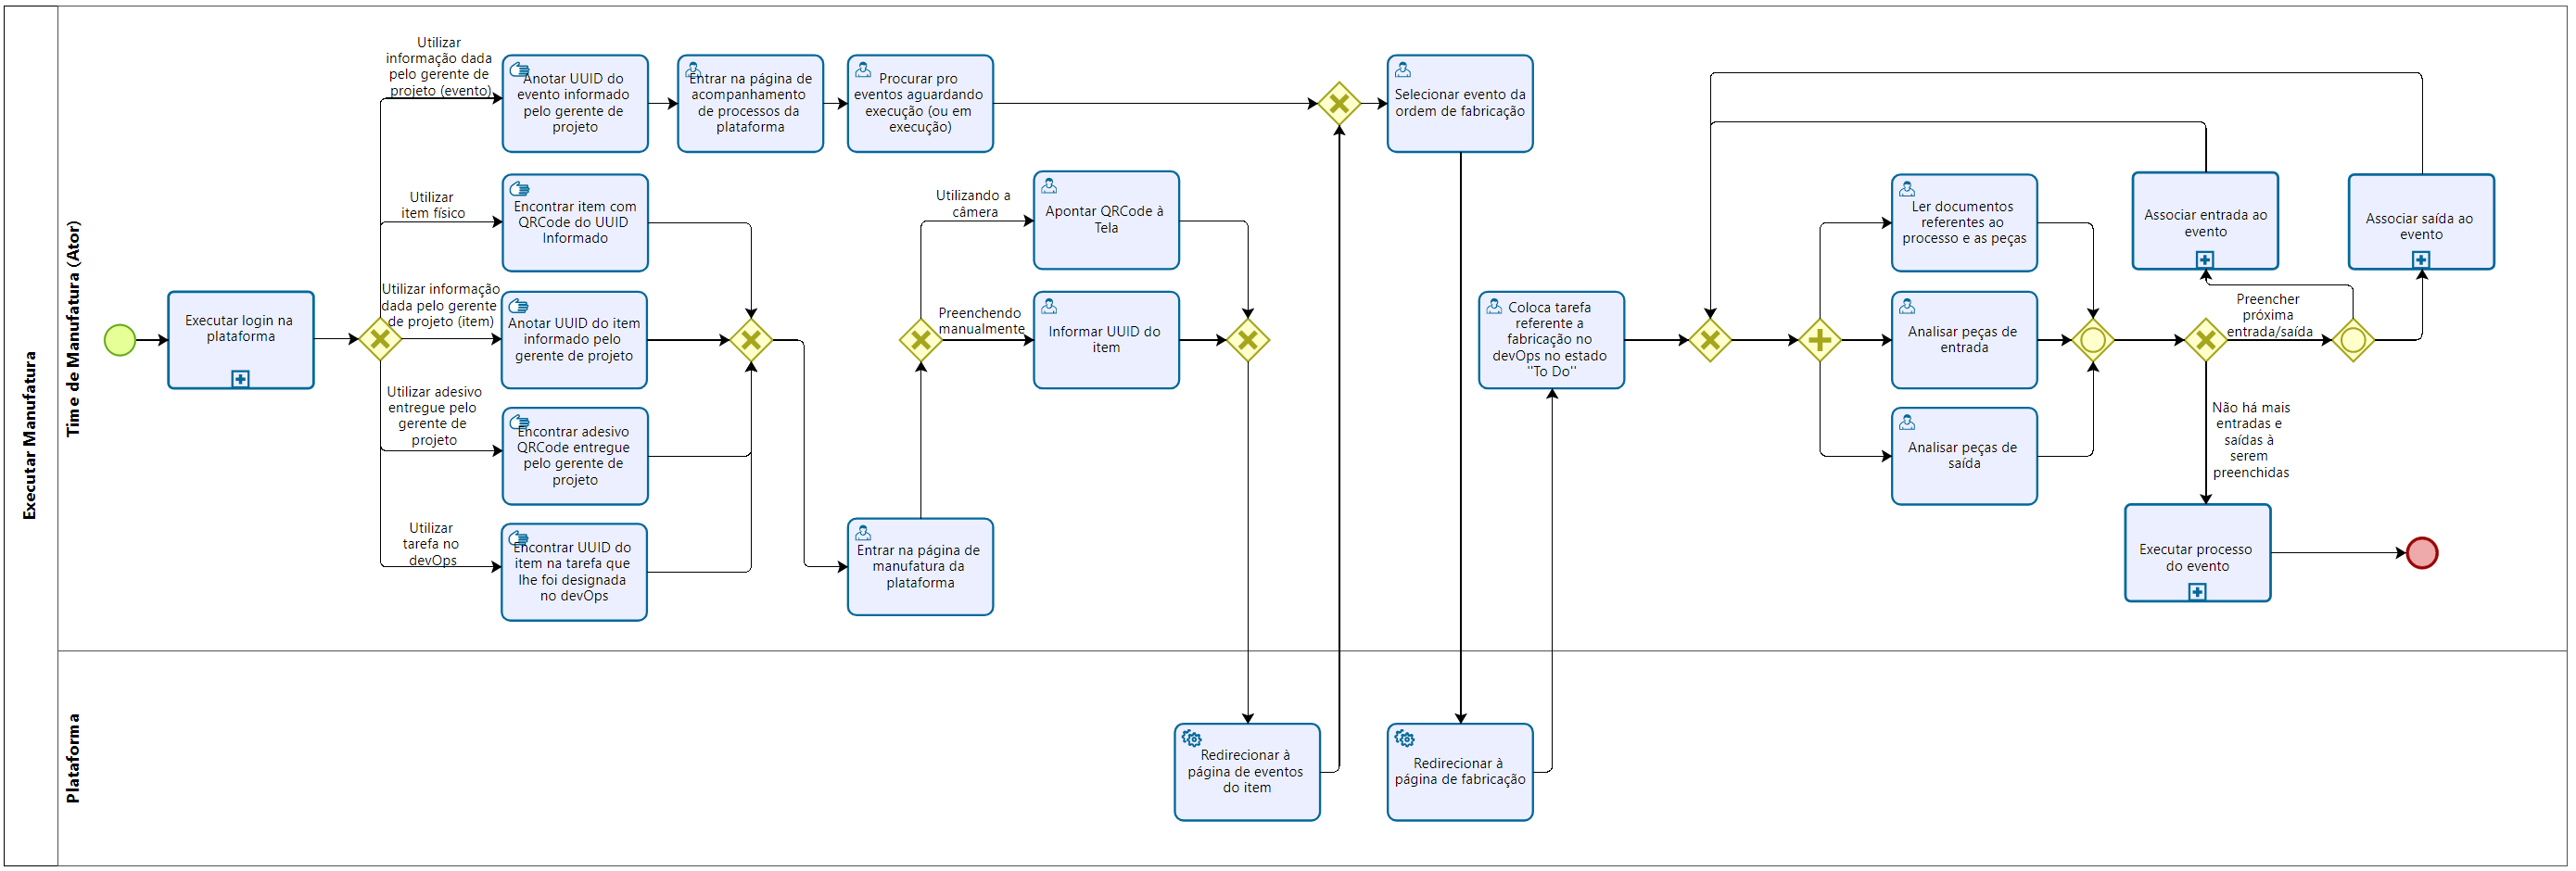 Executar Manufatura
Time de Manufatura (Ator)
Plataforma
Executar login na
plataforma
Utilizar
informação dada
pelo gerente de
projeto (evento)
Anotar UUID do
evento informado
pelo gerente de
projeto
Entrar na página de
acompanhamento
de processos da
plataforma
Procurar pro
eventos aguardando
execução (ou em
execução)
Utilizar
item físico
Encontrar item com
QRCode do UUID
Informado
Utilizar informação
dada pelo gerente
de projeto (item)
Anotar UUID do item
informado pelo
gerente de projeto
Utilizar adesivo
entregue pelo
gerente de
projeto
Encontrar adesivo
QRCode entregue
pelo gerente de
projeto
Utilizar
tarefa no
devOps
Encontrar UUID do
item na tarefa que
lhe foi designada
no devOps
Entrar na página de
manufatura da
plataforma
Utilizando a
câmera
Apontar QRCode à
Tela
Preenchendo
manualmente
Informar UUID do
item
Redirecionar à
página de eventos
do item
Selecionar evento da
ordem de fabricação
Redirecionar à
página de fabricação
Coloca tarefa
referente a
fabricação no
devOps no estado
"To Do"
Ler documentos
referentes ao
processo e as peças
Analisar peças de
entrada
Analisar peças de
saída
Associar entrada ao
evento
Associar saída ao
evento
Preencher
próxima
entrada/saída
Não há mais
entradas e
saídas à
serem
preenchidas
Executar processo
do evento